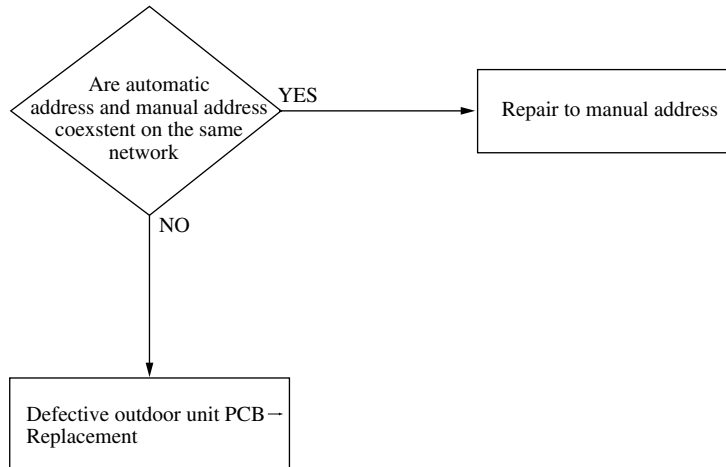 Are automatic
address and manual address
coexstent on the same
network
YES
Repair to manual address
NO
Defective outdoor unit PCB→
Replacement